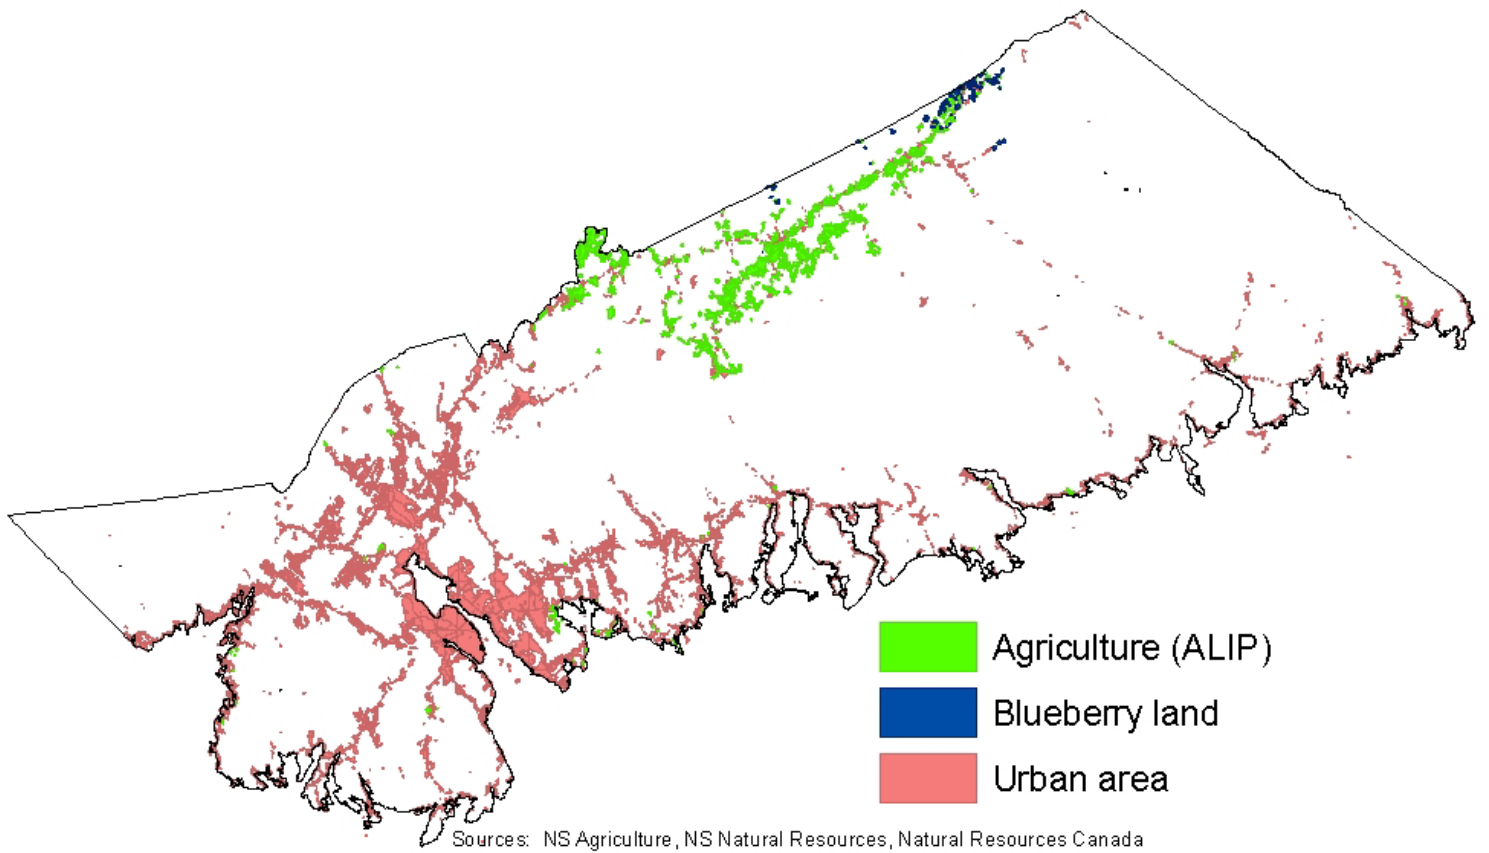 Agriculture (ALIP)
Blueberry land
Urban area
Sources: NS Agriculture, NS Natural Resources, Natural Resources Canada